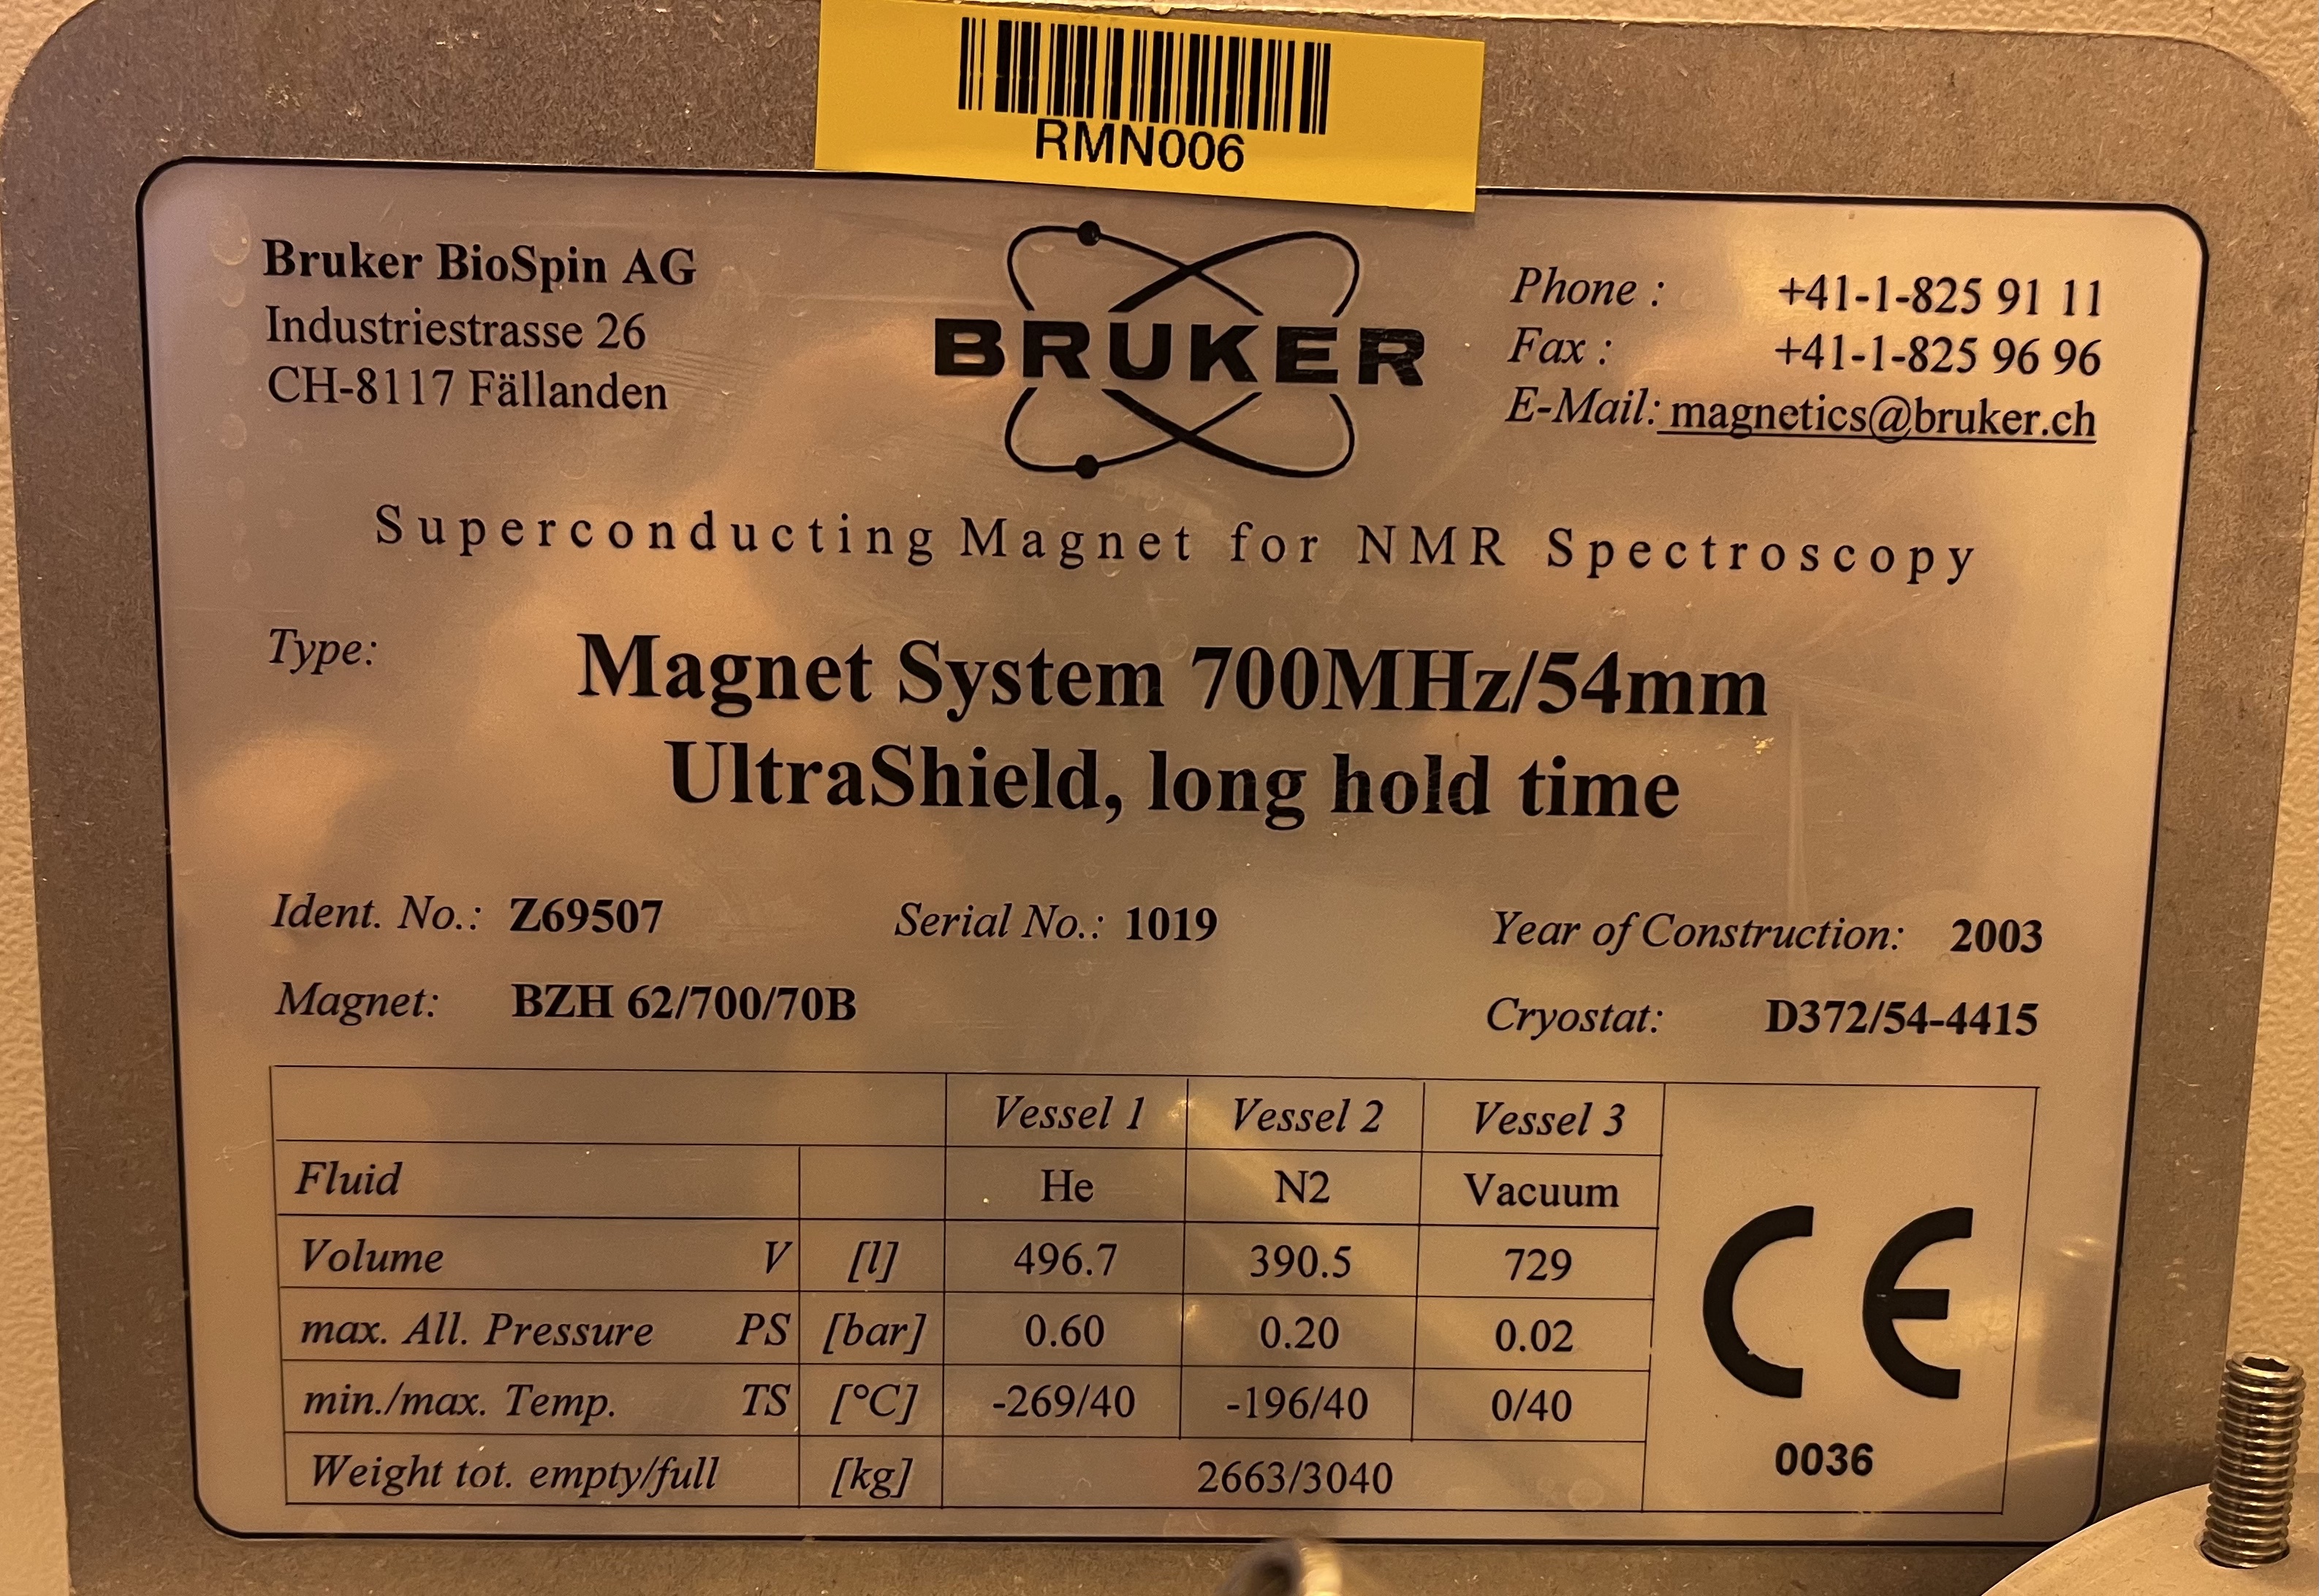 RMN006
Bruker BioSpin AG
Industriestrasse 26
CH-8117 Fällanden
BRUKER
Phone : +41-1-825 91 11
Fax : +41-1-825 96 96
E-Mail: magnetics@bruker.ch
Superconducting Magnet for NMR Spectroscopy
Type: Magnet System 700MHz/54mm
UltraShield, long hold time
Ident. No.: Z69507 Serial No.: 1019 Year of Construction: 2003
Magnet: BZH 62/700/70B Cryostat: D372/54-4415
Vessel 1 Vessel 2 Vessel 3
Fluid He N2 Vacuum
Volume V [l] 496.7 390.5 729
max. All. Pressure PS [bar] 0.60 0.20 0.02
min./max. Temp. TS [°C] -269/40 -196/40 0/40
Weight tot. empty/full [kg] 2663/3040
CE
0036